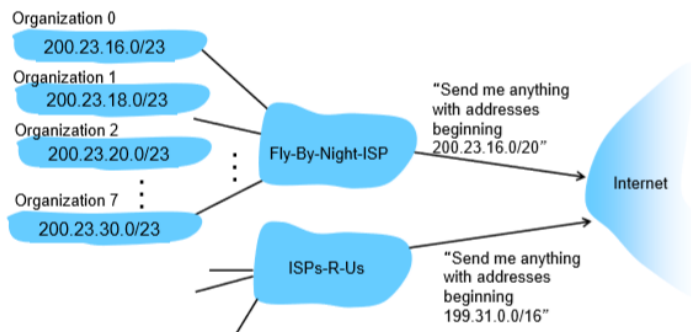 Organization 0
200.23.16.0/23
Organization 1
200.23.18.0/23
Organization 2
200.23.20.0/23
Organization 7
200.23.30.0/23
Fly-By-Night-ISP
"Send me anything
with addresses
beginning
200.23.16.0/20"
Internet
ISPs-R-Us
"Send me anything
with addresses
beginning
199.31.0.0/16"